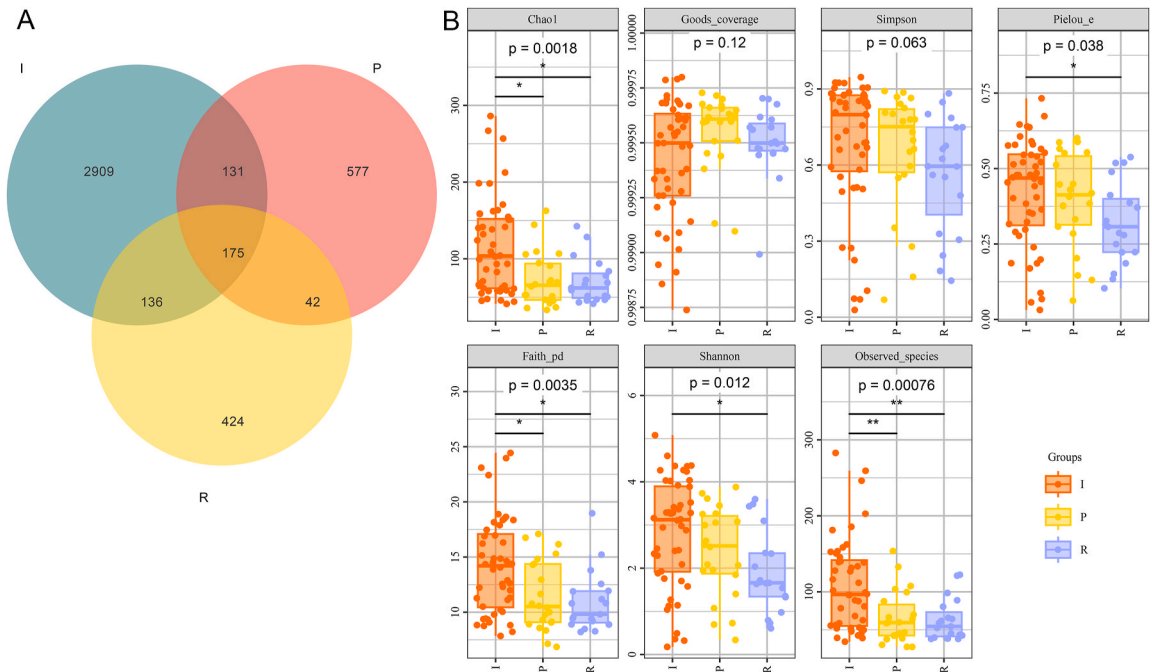 A
I
P
2909
131
577
175
136
42
424
R
B
Chao1
p = 0.0018
*
*
300
200
100
I
P
R
Goods_coverage
p = 0.12
1.00000
0.99975
0.99950
0.99925
0.99900
0.99875
I
P
R
Simpson
p = 0.063
0.9
0.6
0.3
0.0
I
P
R
Pielou_e
p = 0.038
*
0.75
0.50
0.25
0.00
I
P
R
Faith_pd
p = 0.0035
*
*
30
25
20
15
10
I
P
R
Shannon
p = 0.012
*
6
4
2
0
I
P
R
Observed_species
p = 0.00076
**
**
300
200
100
I
P
R
Groups
I
P
R